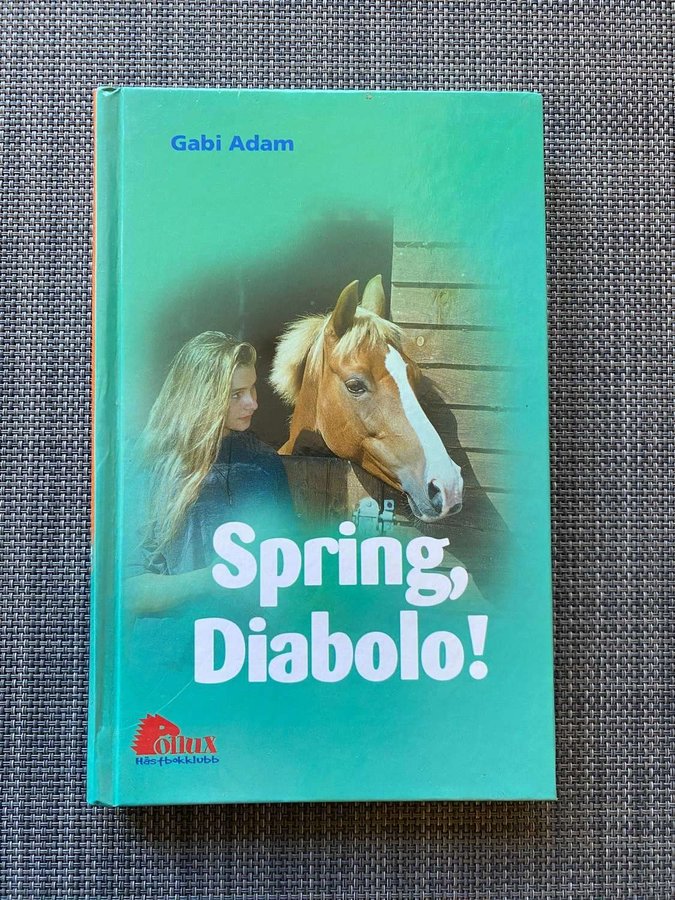 Gabi Adam
Spring,
Diabolo!
Pollux
Hästbokklubb